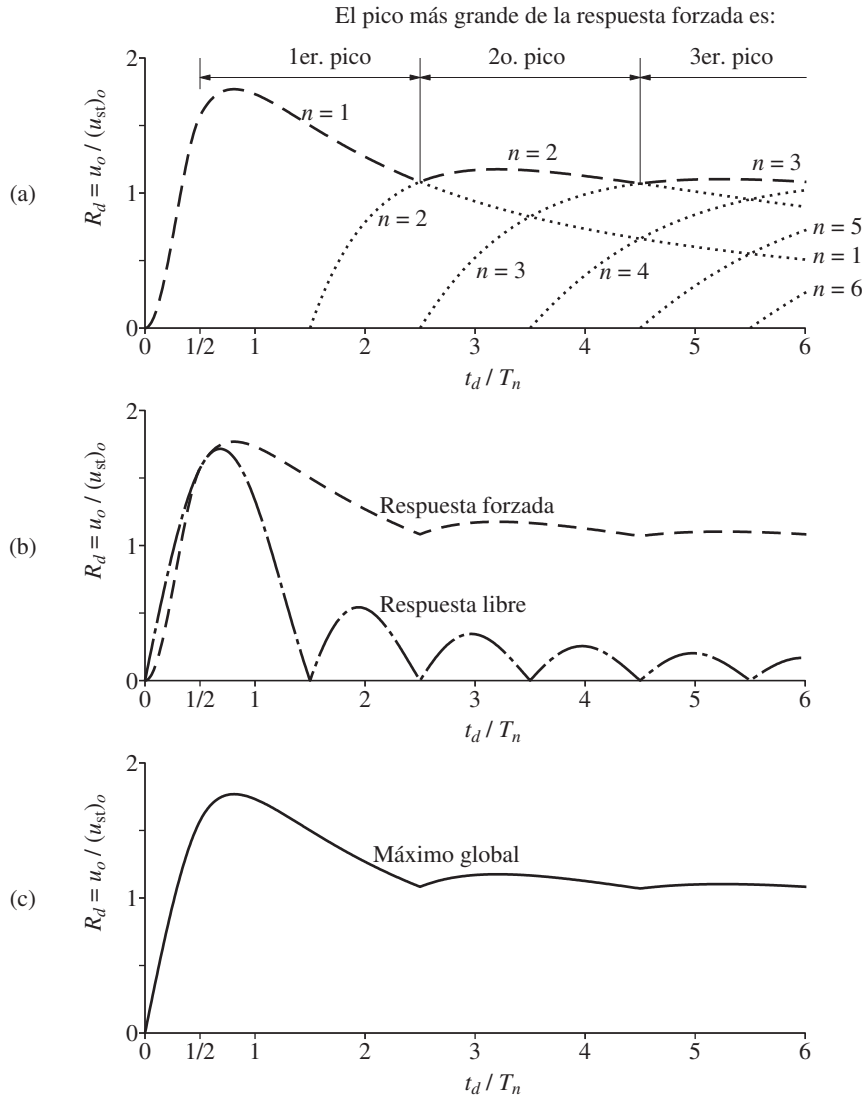 El pico más grande de la respuesta forzada es:
1er. pico
2o. pico
3er. pico
(a)
R_d = u_o / (u_st)_o
2
1
0
n = 1
n = 2
n = 3
n = 2
n = 3
n = 4
n = 5
n = 1
n = 6
0 1/2 1 2 3 4 5 6
t_d / T_n
(b)
R_d = u_o / (u_st)_o
2
1
0
Respuesta forzada
Respuesta libre
0 1/2 1 2 3 4 5 6
t_d / T_n
(c)
R_d = u_o / (u_st)_o
2
1
0
Máximo global
0 1/2 1 2 3 4 5 6
t_d / T_n